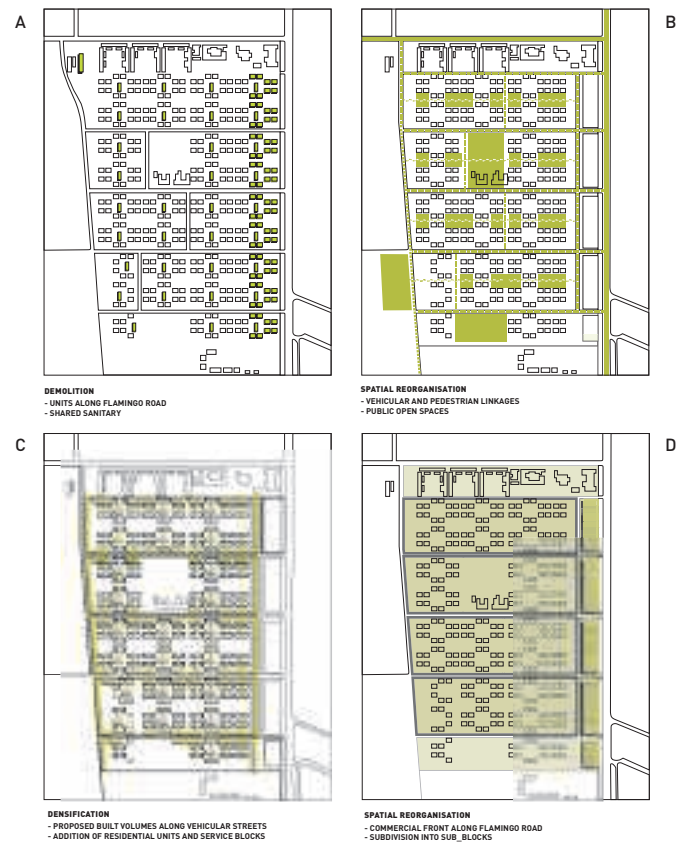 A
B
DEMOLITION
- UNITS ALONG FLAMINGO ROAD
- SHARED SANITARY
SPATIAL REORGANISATION
- VEHICULAR AND PEDESTRIAN LINKAGES
- PUBLIC OPEN SPACES
C
D
DENSIFICATION
- PROPOSED BUILT VOLUMES ALONG VEHICULAR STREETS
- ADDITION OF RESIDENTIAL UNITS AND SERVICE BLOCKS
SPATIAL REORGANISATION
- COMMERCIAL FRONT ALONG FLAMINGO ROAD
- SUBDIVISION INTO SUB_BLOCKS